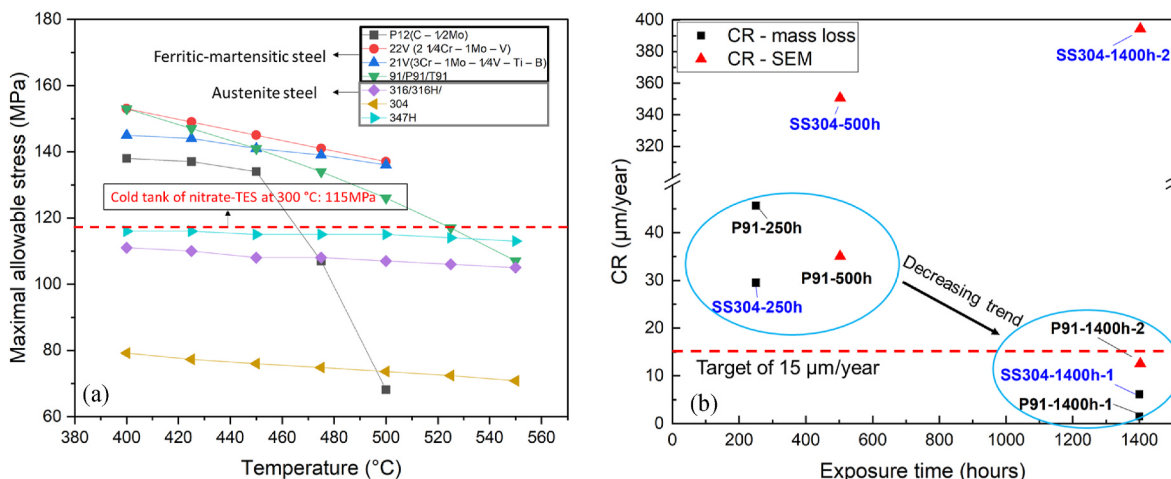 Maximal allowable stress (MPa)
160
140
120
100
80
60
Ferritic-martensitic steel
Austenite steel
P12(C − 1⁄2Mo)
22V (2 1⁄4Cr − 1Mo − V)
21V(3Cr − 1Mo − 1⁄4V − Ti − B)
91/P91/T91
316/316H/
304
347H
Cold tank of nitrate-TES at 300 °C: 115MPa
(a)
380 400 420 440 460 480 500 520 540 560
Temperature (°C)
CR (µm/year)
400
350
300
250
200
40
30
20
10
0
CR - mass loss
CR - SEM
SS304-1400h-2
SS304-500h
P91-250h
SS304-250h
P91-500h
Decreasing trend
P91-1400h-2
Target of 15 µm/year
SS304-1400h-1
P91-1400h-1
(b)
0 200 400 600 800 1000 1200 1400
Exposure time (hours)